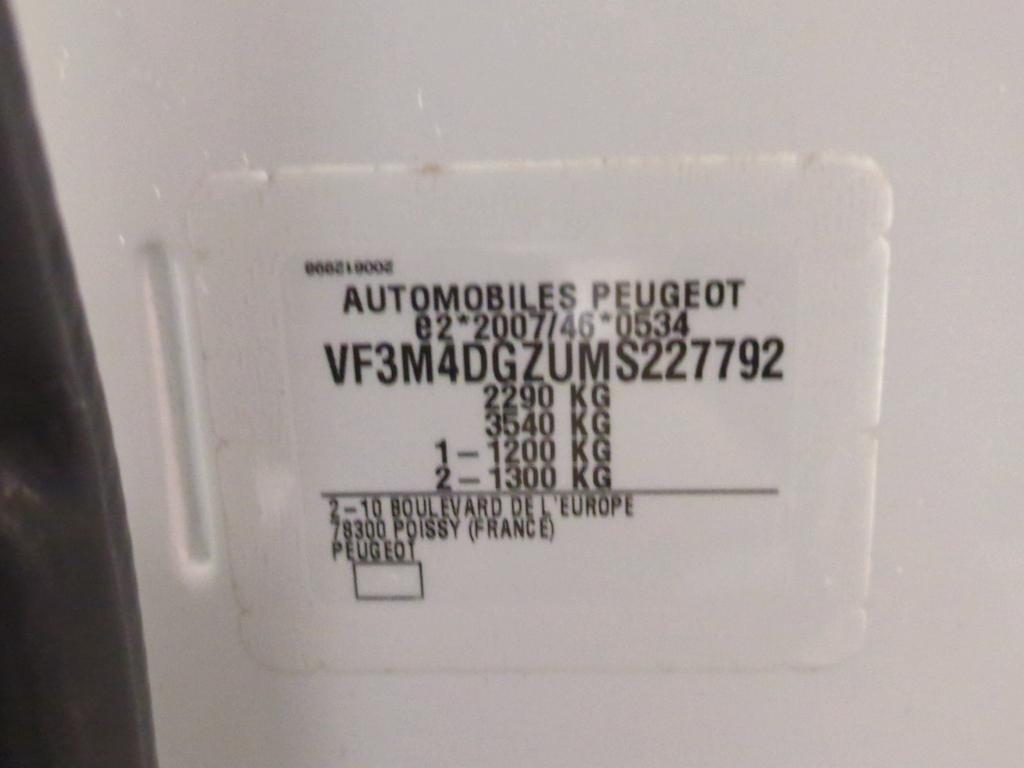 AUTOMOBILES PEUGEOT
e2*2007/46*0534
VF3M4DGZUMS227792
2290 KG
3540 KG
1-1200 KG
2-1300 KG
2-10 BOULEVARD DE L'EUROPE
78300 POISSY (FRANCE)
PEUGEOT